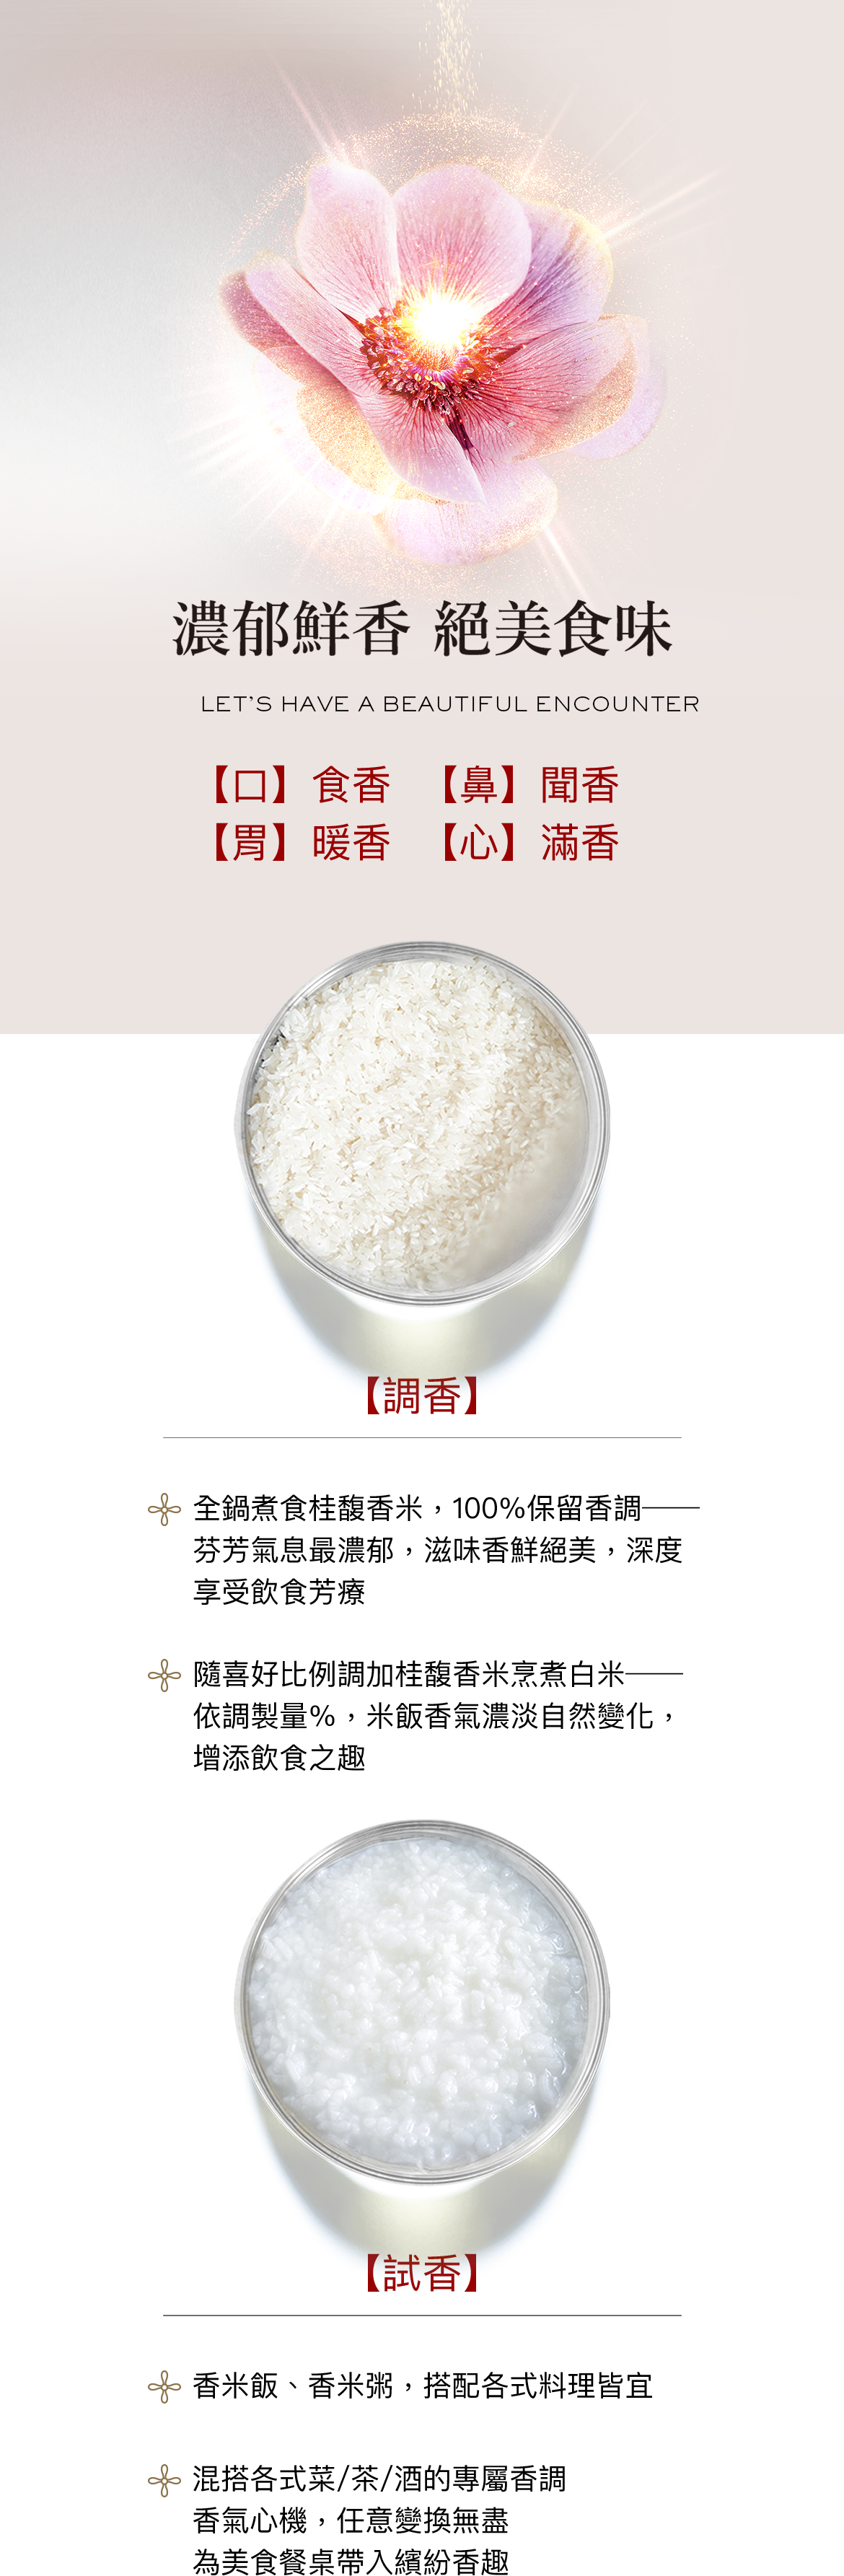 濃郁鮮香 絕美食味
LET'S HAVE A BEAUTIFUL ENCOUNTER
【口】食香 【鼻】聞香
【胃】暖香 【心】滿香
【調香】
全鍋煮食桂馥香米，100%保留香調——
芬芳氣息最濃郁，滋味香鮮絕美，深度
享受飲食芳療
隨喜好比例調加桂馥香米烹煮白米——
依調製量%，米飯香氣濃淡自然變化，
增添飲食之趣
【試香】
香米飯、香米粥，搭配各式料理皆宜
混搭各式菜/茶/酒的專屬香調
香氣心機，任意變換無盡
為美食餐桌帶入繽紛香趣